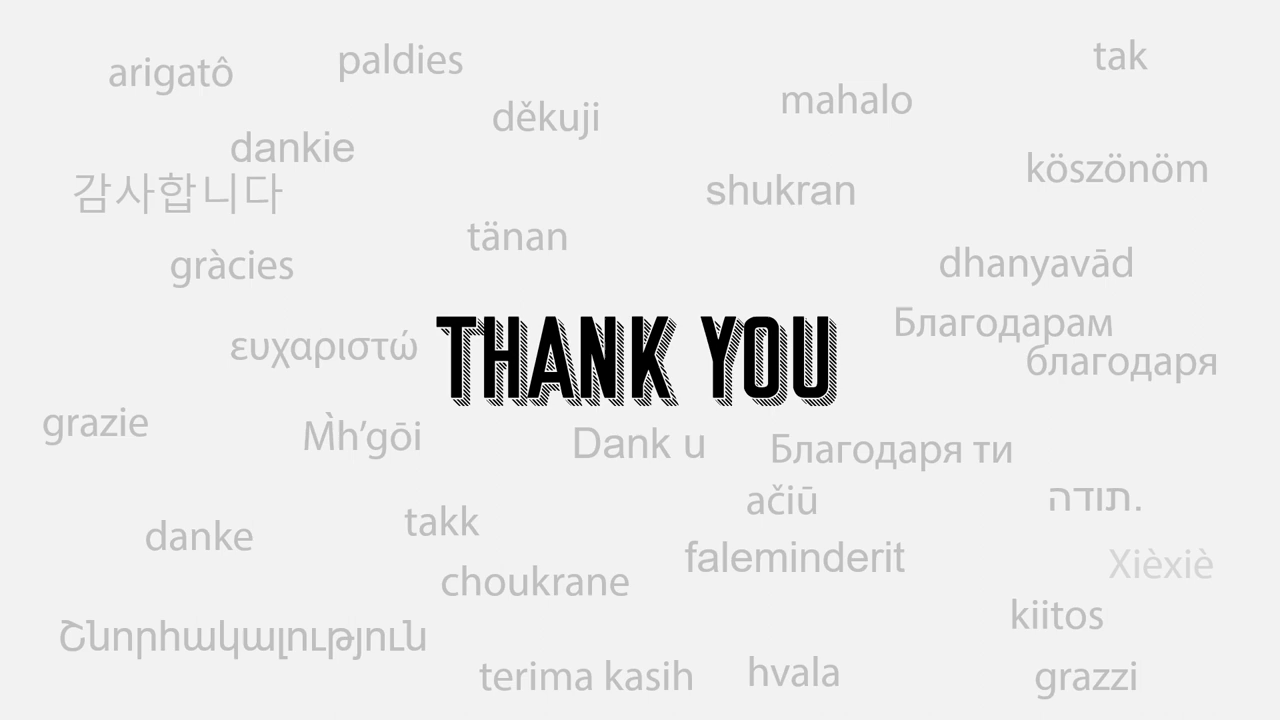 tak
arigatô
paldies
mahalo
děkuji
dankie
köszönöm
감사합니다
shukran
tänan
gràcies
dhanyavād
Благодарам
ευχαριστώ
THANK YOU
благодаря
grazie
M̀h’gōi
Dank u
Благодаря ти
ačiū
תודה.
takk
danke
faleminderit
Xièxiè
choukrane
kiitos
Շնորհակալություն
terima kasih
hvala
grazzi